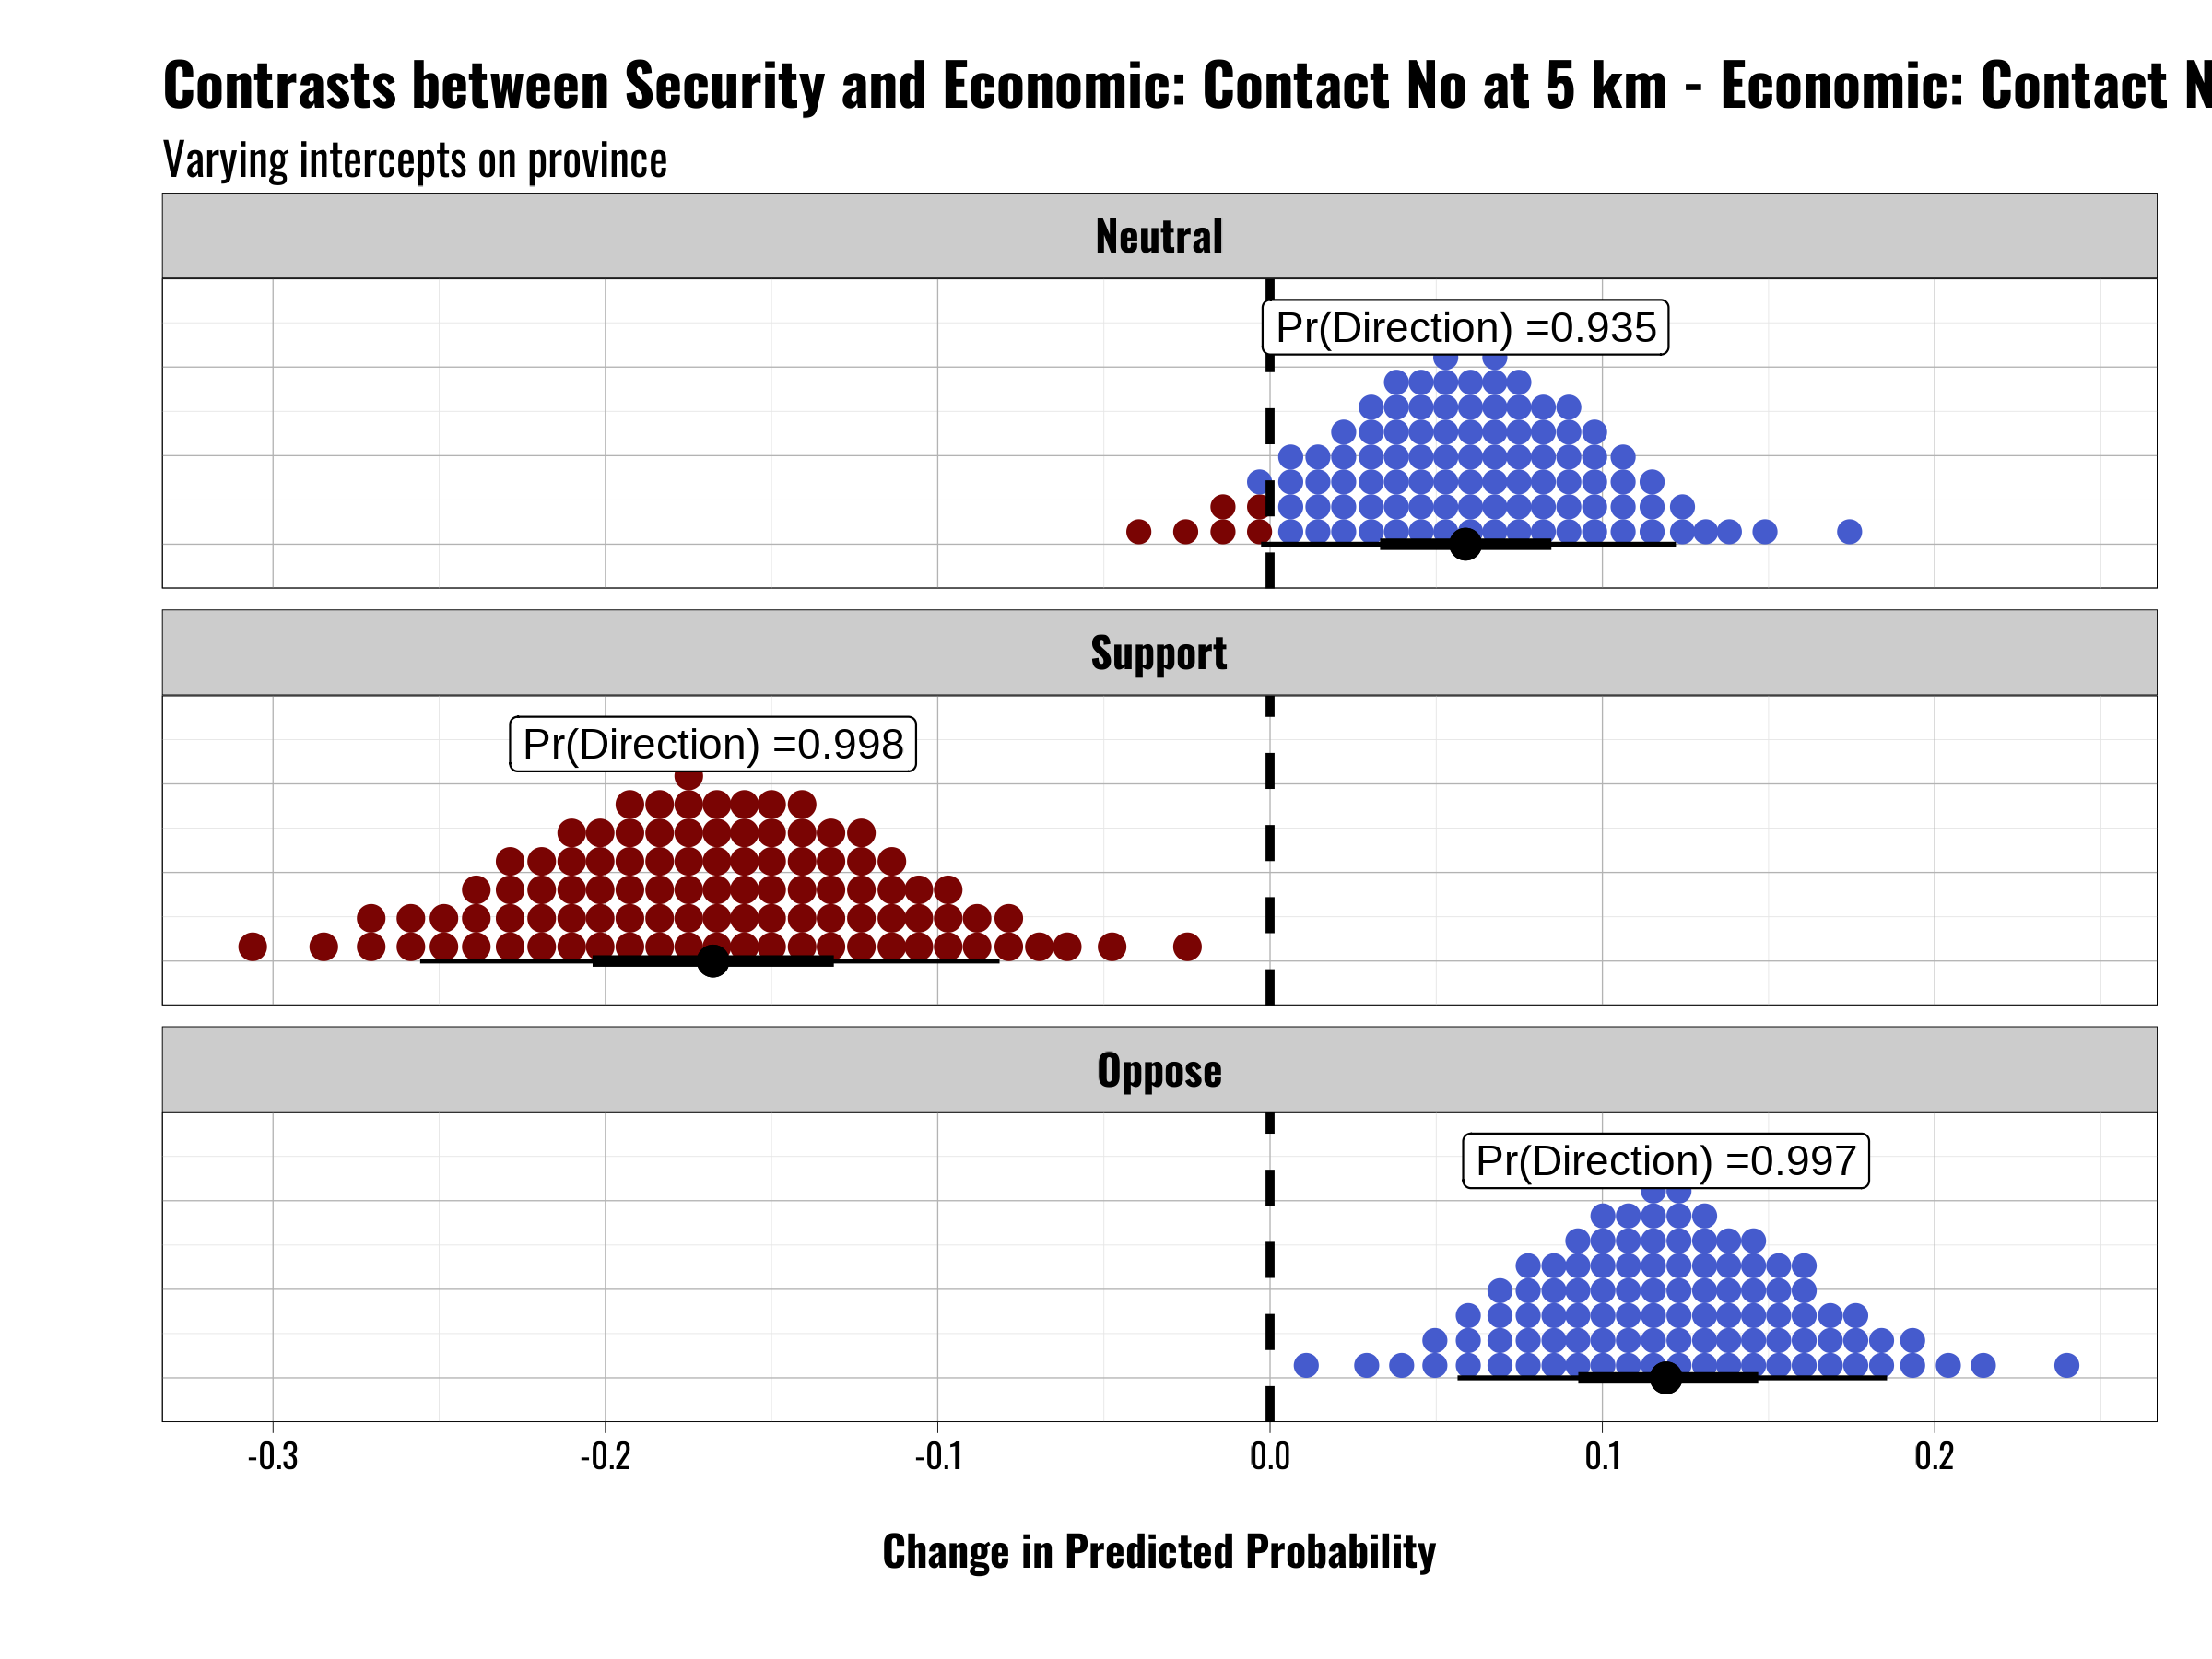 Contrasts between Security and Economic: Contact No at 5 km - Economic: Contact
Varying intercepts on province
Neutral
Pr(Direction) =0.935
Support
Pr(Direction) =0.998
Oppose
Pr(Direction) =0.997
-0.3 -0.2 -0.1 0.0 0.1 0.2
Change in Predicted Probability